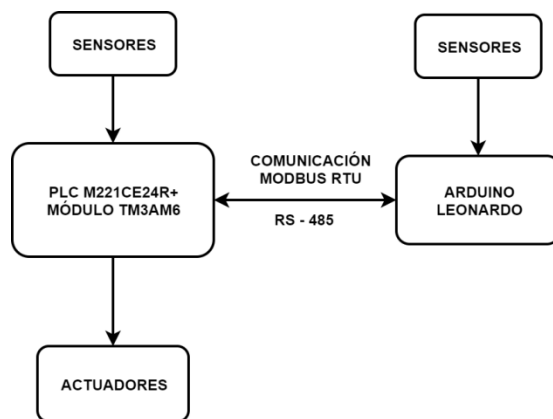 SENSORES
SENSORES
PLC M221CE24R+
MÓDULO TM3AM6
COMUNICACIÓN
MODBUS RTU
RS - 485
ARDUINO
LEONARDO
ACTUADORES